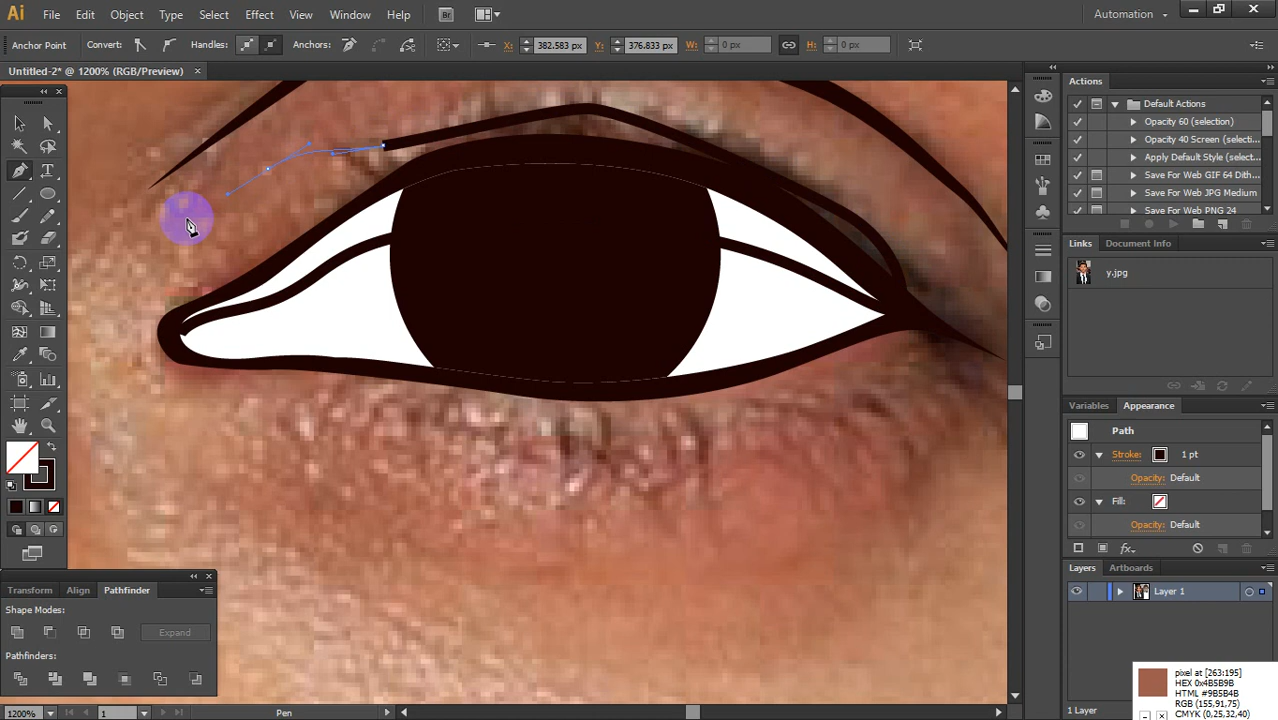 Ai File Edit Object Type Select Effect View Window Help Br Automation
Anchor Point Convert: Handles: Anchors: X: 382.583 px Y: 376.833 px W: 0 px H: 0 px
Untitled-2* @ 1200% (RGB/Preview) ×
Actions
Default Actions
Opacity 60 (selection)
Opacity 40 Screen (selecti...
Apply Default Style (select...
Save For Web GIF 64 Dith...
Save For Web JPG Medium
Save For Web PNG 24
Links Document Info
y.jpg
Variables Appearance
Path
Stroke: 1 pt
Opacity: Default
Fill:
Opacity: Default
fx
Layers Artboards
Layer 1
1 Layer
Transform Align Pathfinder
Shape Modes:
Expand
Pathfinders:
1200% 1 Pen
pixel at [263:195]
HEX 0x4B5B9B
HTML #9B5B4B
RGB (155,91,75)
CMYK (0,25,32,40)